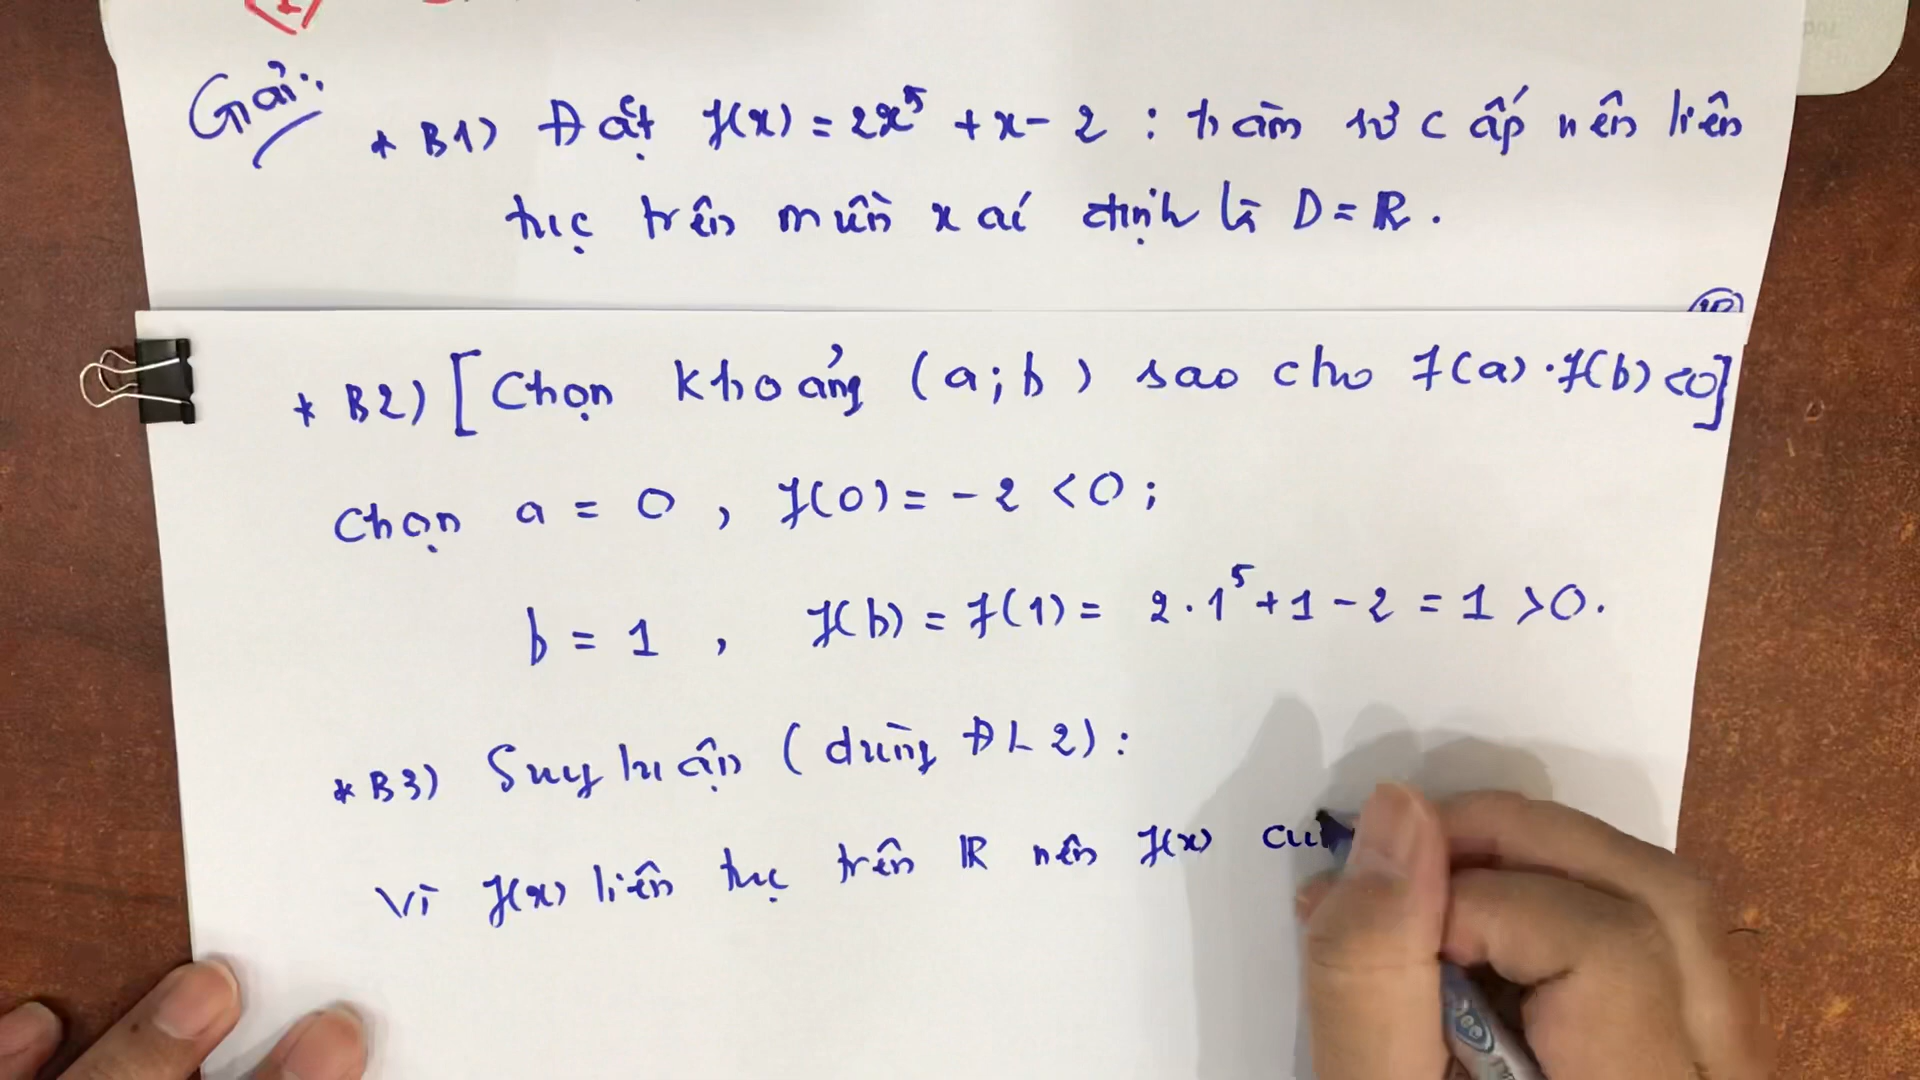 Giải:
* B1) Đặt f(x) = 2x⁵ + x - 2 : hàm sơ cấp nên liên
tục trên miền xác định là D = ℝ.
* B2) [Chọn khoảng (a; b) sao cho f(a) · f(b) < 0]
Chọn a = 0, f(0) = -2 < 0;
b = 1, f(b) = f(1) = 2 · 1⁵ + 1 - 2 = 1 > 0.
* B3) Suy luận (dùng ĐL2):
Vì f(x) liên tục trên ℝ nên f(x) cũ